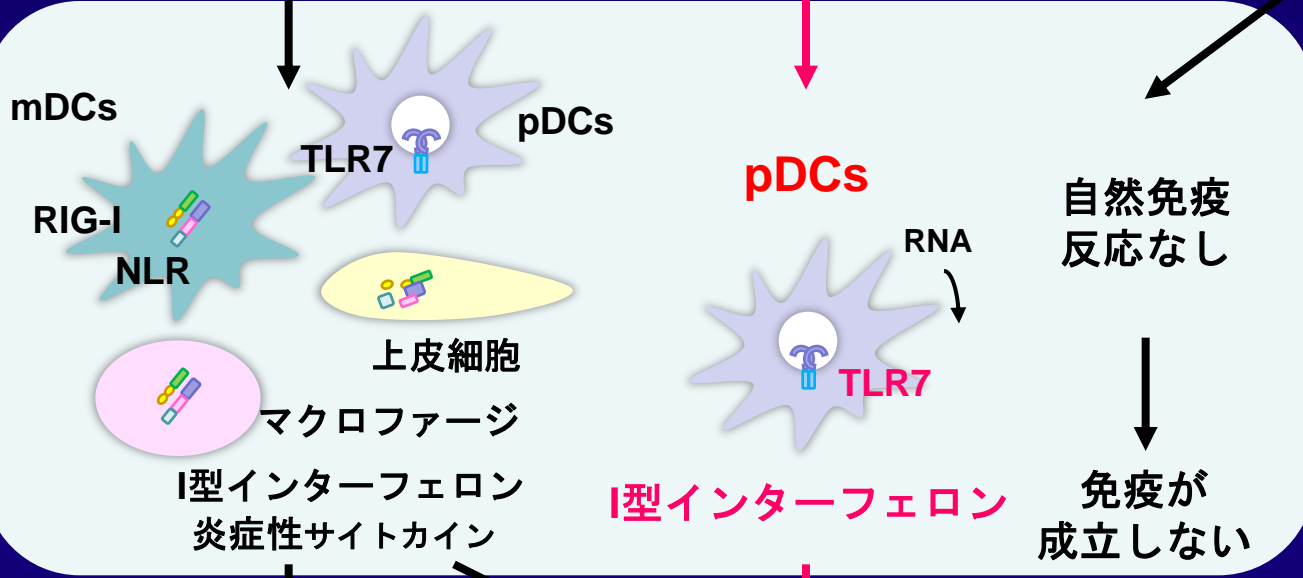 mDCs
pDCs
TLR7
RIG-I
NLR
上皮細胞
マクロファージ
I型インターフェロン
炎症性サイトカイン
pDCs
RNA
TLR7
I型インターフェロン
自然免疫
反応なし
免疫が
成立しない